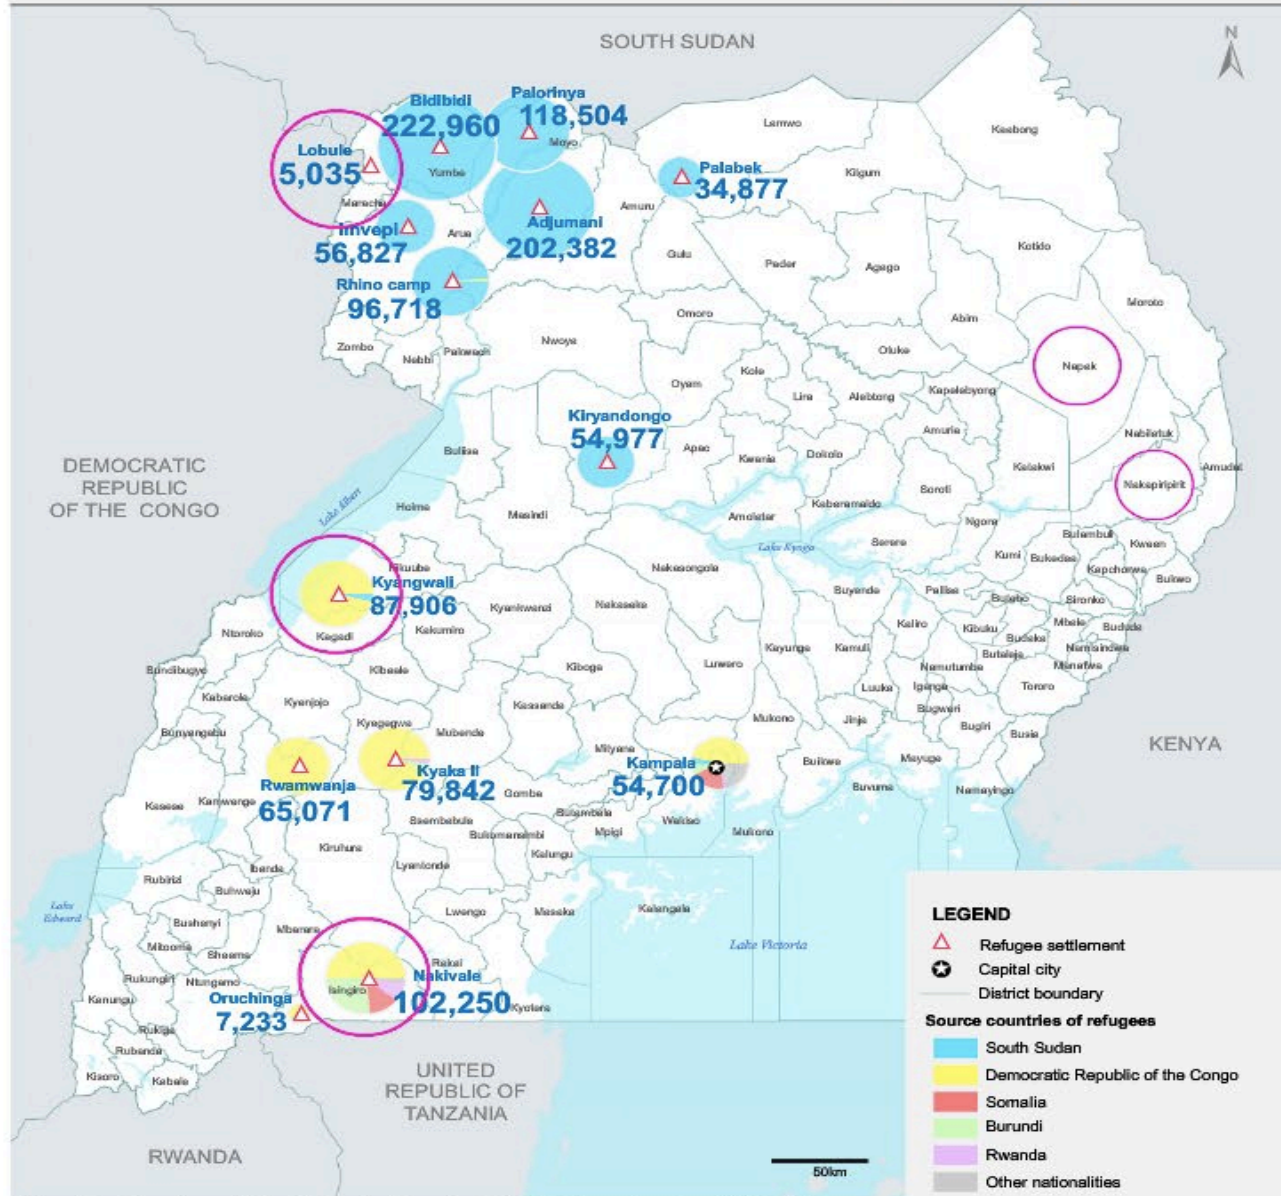 SOUTH SUDAN
N
Bidibidi
222,960
Palorinya
118,504
Lobule
5,035
Moyo
Yumbe
Lamwo
Kaabong
Palabek
34,877
Kitgum
Maracha
Imvepi
56,827
Arua
Adjumani
202,382
Amuru
Gulu
Pader
Agago
Kotido
Rhino camp
96,718
Moroto
Omoro
Abim
Zombo
Nebbi
Pakwach
Nwoya
Otuke
Napak
Oyam
Kole
Lira
Alebtong
Kapelebyong
Kiryandongo
54,977
Apac
Kwania
Dokolo
Amuria
Nabilatuk
Katakwi
Amudat
Buliisa
DEMOCRATIC
REPUBLIC
OF THE CONGO
Lake Albert
Hoima
Masindi
Soroti
Nakapiripirit
Kaberamaido
Amolatar
Ngora
Lake Kyoga
Serere
Bulambuli
Kween
Kumi
Bukedea
Kapchorwa
Bukwo
Kikuube
Kyangwali
87,906
Nakasongola
Buyende
Pallisa
Sironko
Kyankwanzi
Nakaseke
Kagadi
Kakumiro
Ntoroko
Kaliro
Kibuku
Mbale
Bududa
Budaka
Kayunga
Kamuli
Butaleja
Manafwa
Bundibugyo
Kibaale
Kiboga
Luwero
Namutumba
Kabarole
Kyenjojo
Luuka
Iganga
Tororo
Kassanda
Bugweri
Kyegegwa
Mubende
Mukono
Jinja
Bugiri
Busia
Bunyangabu
KENYA
Mityana
Kampala
54,700
Buikwe
Mayuge
Rwamwanja
65,071
Kyaka II
79,842
Gomba
Buvuma
Namayingo
Kasese
Kamwenge
Butambala
Wakiso
Mpigi
Mukono
Kiruhura
Kalungu
Ibanda
Rubirizi
Buhweju
Lwengo
Masaka
Kalangala
Lake
Edward
Bushenyi
Mbarara
Mitooma
Sheema
Lake Victoria
Rakai
Rukungiri
Ntungamo
Isingiro
Nakivale
102,250
Kyotera
Kanungu
Oruchinga
7,233
Rukiga
Rubanda
Kisoro
Kabale
UNITED
REPUBLIC OF
TANZANIA
RWANDA
50km
LEGEND
Refugee settlement
Capital city
District boundary
Source countries of refugees
South Sudan
Democratic Republic of the Congo
Somalia
Burundi
Rwanda
Other nationalities